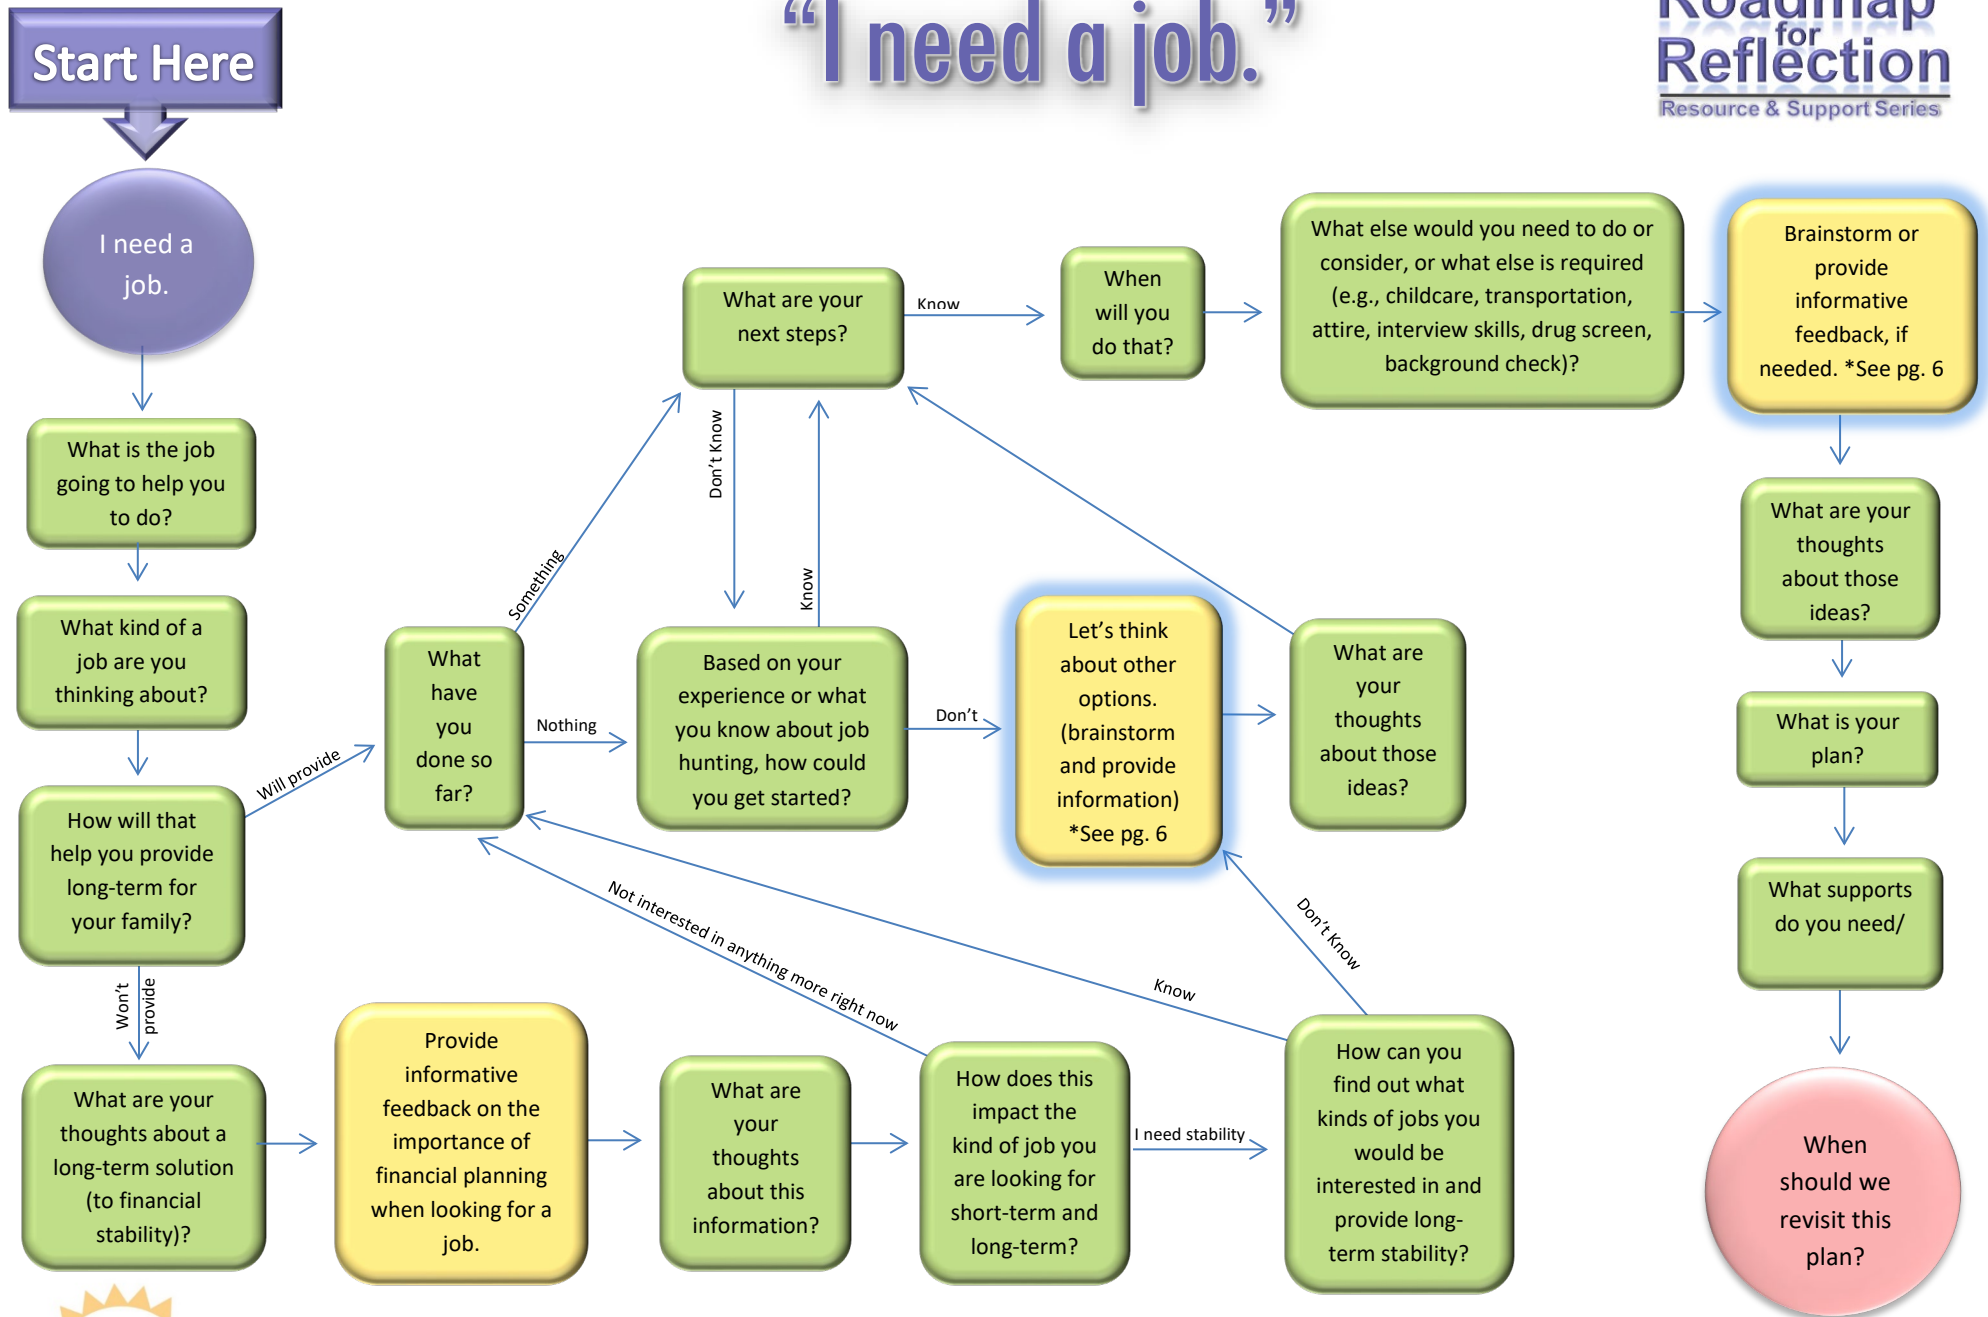 Start Here
“I need a job.”
Roadmap
for
Reflection
Resource & Support Series
I need a
job.
What is the job
going to help you
to do?
What kind of a
job are you
thinking about?
How will that
help you provide
long-term for
your family?
Will provide
Won’t
provide
What are your
thoughts about a
long-term solution
(to financial
stability)?
Provide
informative
feedback on the
importance of
financial planning
when looking for a
job.
What are
your
thoughts
about this
information?
How does this
impact the
kind of job you
are looking for
short-term and
long-term?
Not interested in anything more right now
I need stability
How can you
find out what
kinds of jobs you
would be
interested in and
provide long-
term stability?
Know
Don’t Know
What
have
you
done so
far?
Something
Nothing
Based on your
experience or what
you know about job
hunting, how could
you get started?
Know
Don’t
Let’s think
about other
options.
(brainstorm
and provide
information)
*See pg. 6
What are
your
thoughts
about those
ideas?
What are your
next steps?
Don’t Know
Know
When
will you
do that?
What else would you need to do or
consider, or what else is required
(e.g., childcare, transportation,
attire, interview skills, drug screen,
background check)?
Brainstorm or
provide
informative
feedback, if
needed. *See pg. 6
What are your
thoughts
about those
ideas?
What is your
plan?
What supports
do you need/
When
should we
revisit this
plan?